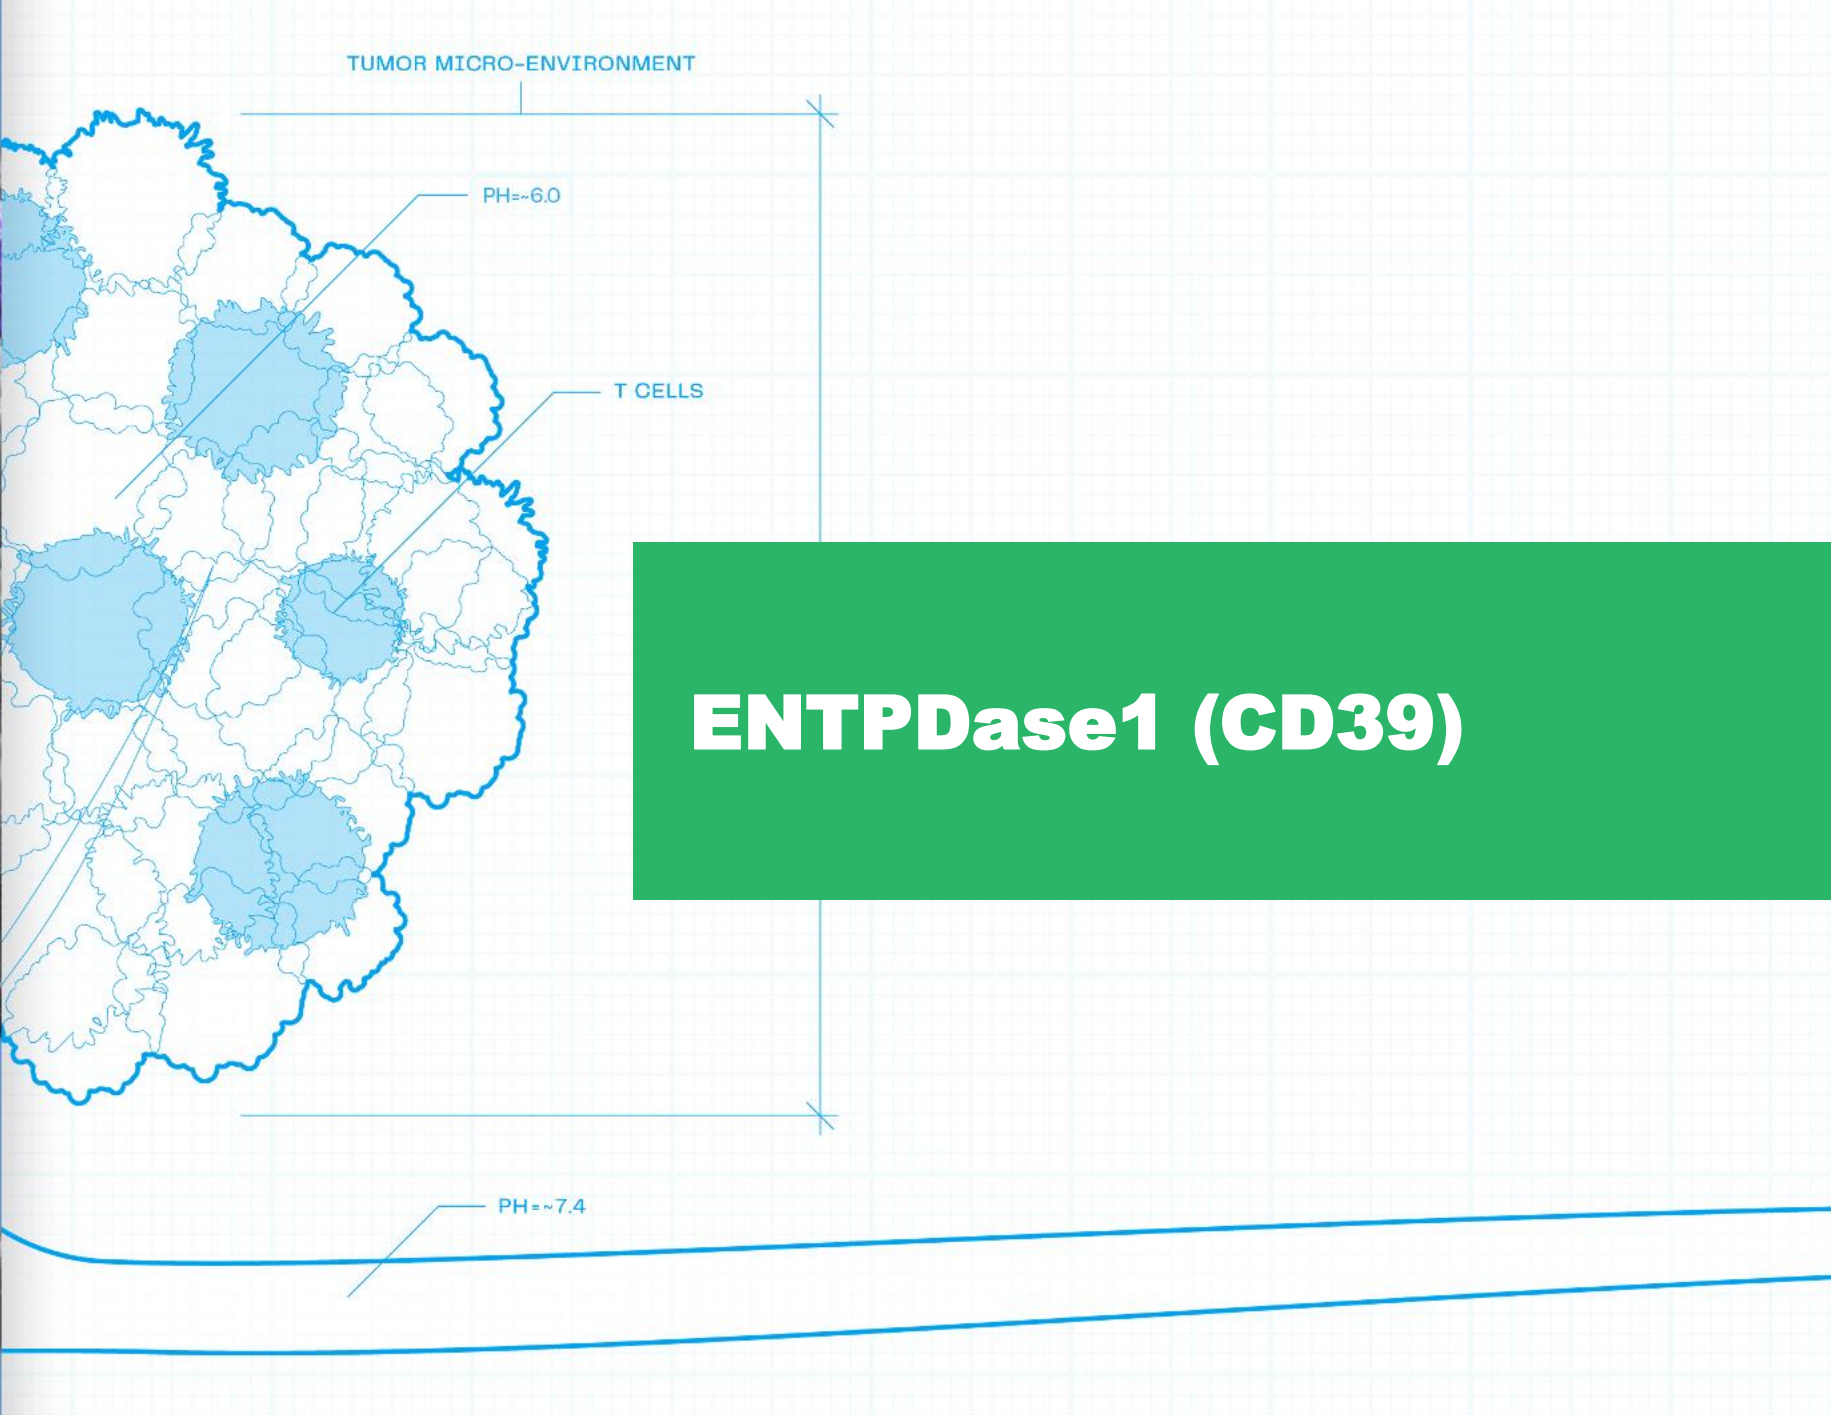 TUMOR MICRO-ENVIRONMENT
PH=~6.0
T CELLS
ENTPDase1 (CD39)
PH=~7.4